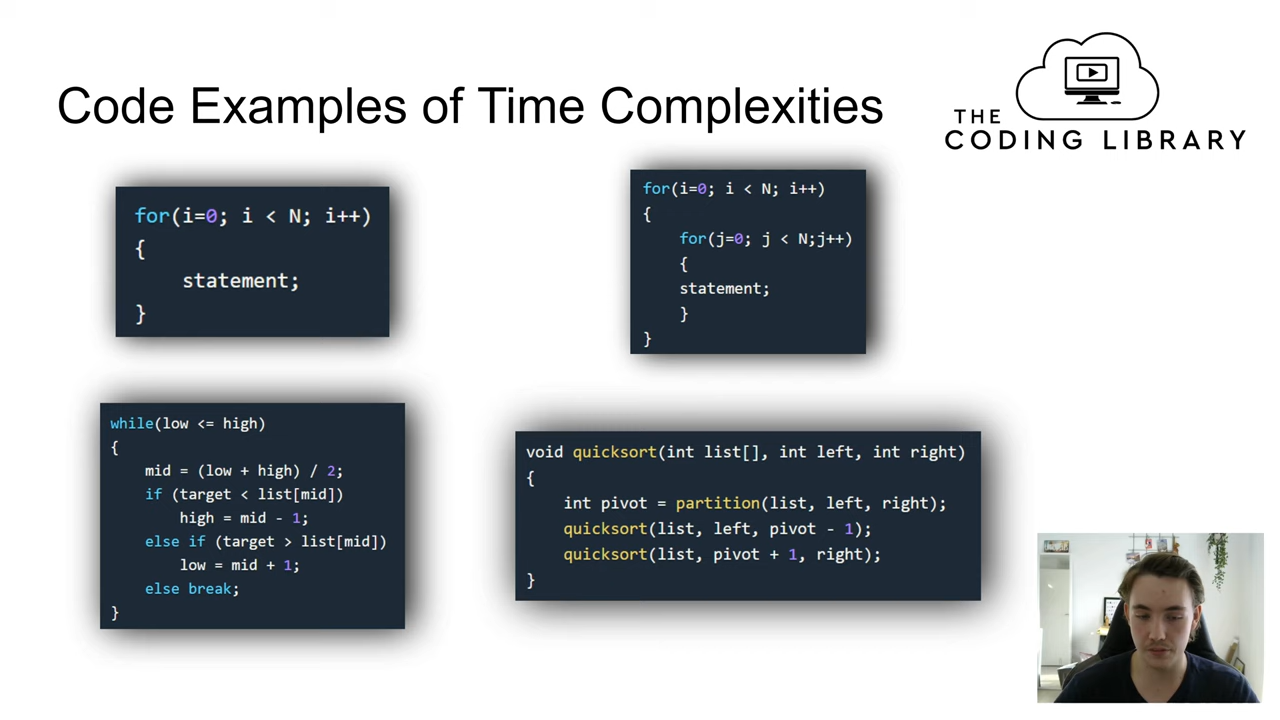 Code Examples of Time Complexities
THE
CODING LIBRARY
for(i=0; i < N; i++)
{
statement;
}
for(i=0; i < N; i++)
{
for(j=0; j < N;j++)
{
statement;
}
}
while(low <= high)
{
mid = (low + high) / 2;
if (target < list[mid])
high = mid - 1;
else if (target > list[mid])
low = mid + 1;
else break;
}
void quicksort(int list[], int left, int right)
{
int pivot = partition(list, left, right);
quicksort(list, left, pivot - 1);
quicksort(list, pivot + 1, right);
}